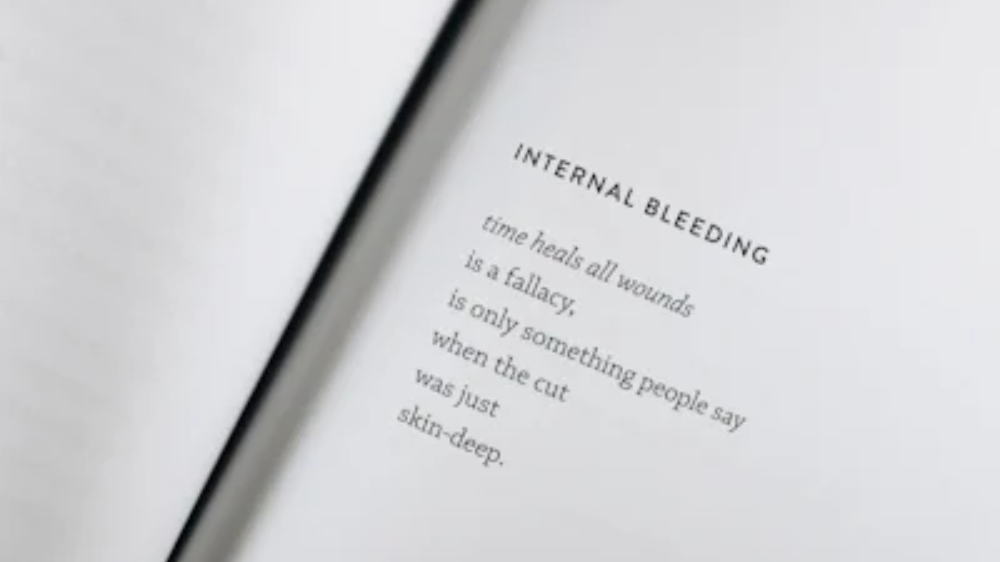 INTERNAL BLEEDING
time heals all wounds
is a fallacy,
is only something people say
when the cut
was just
skin-deep.